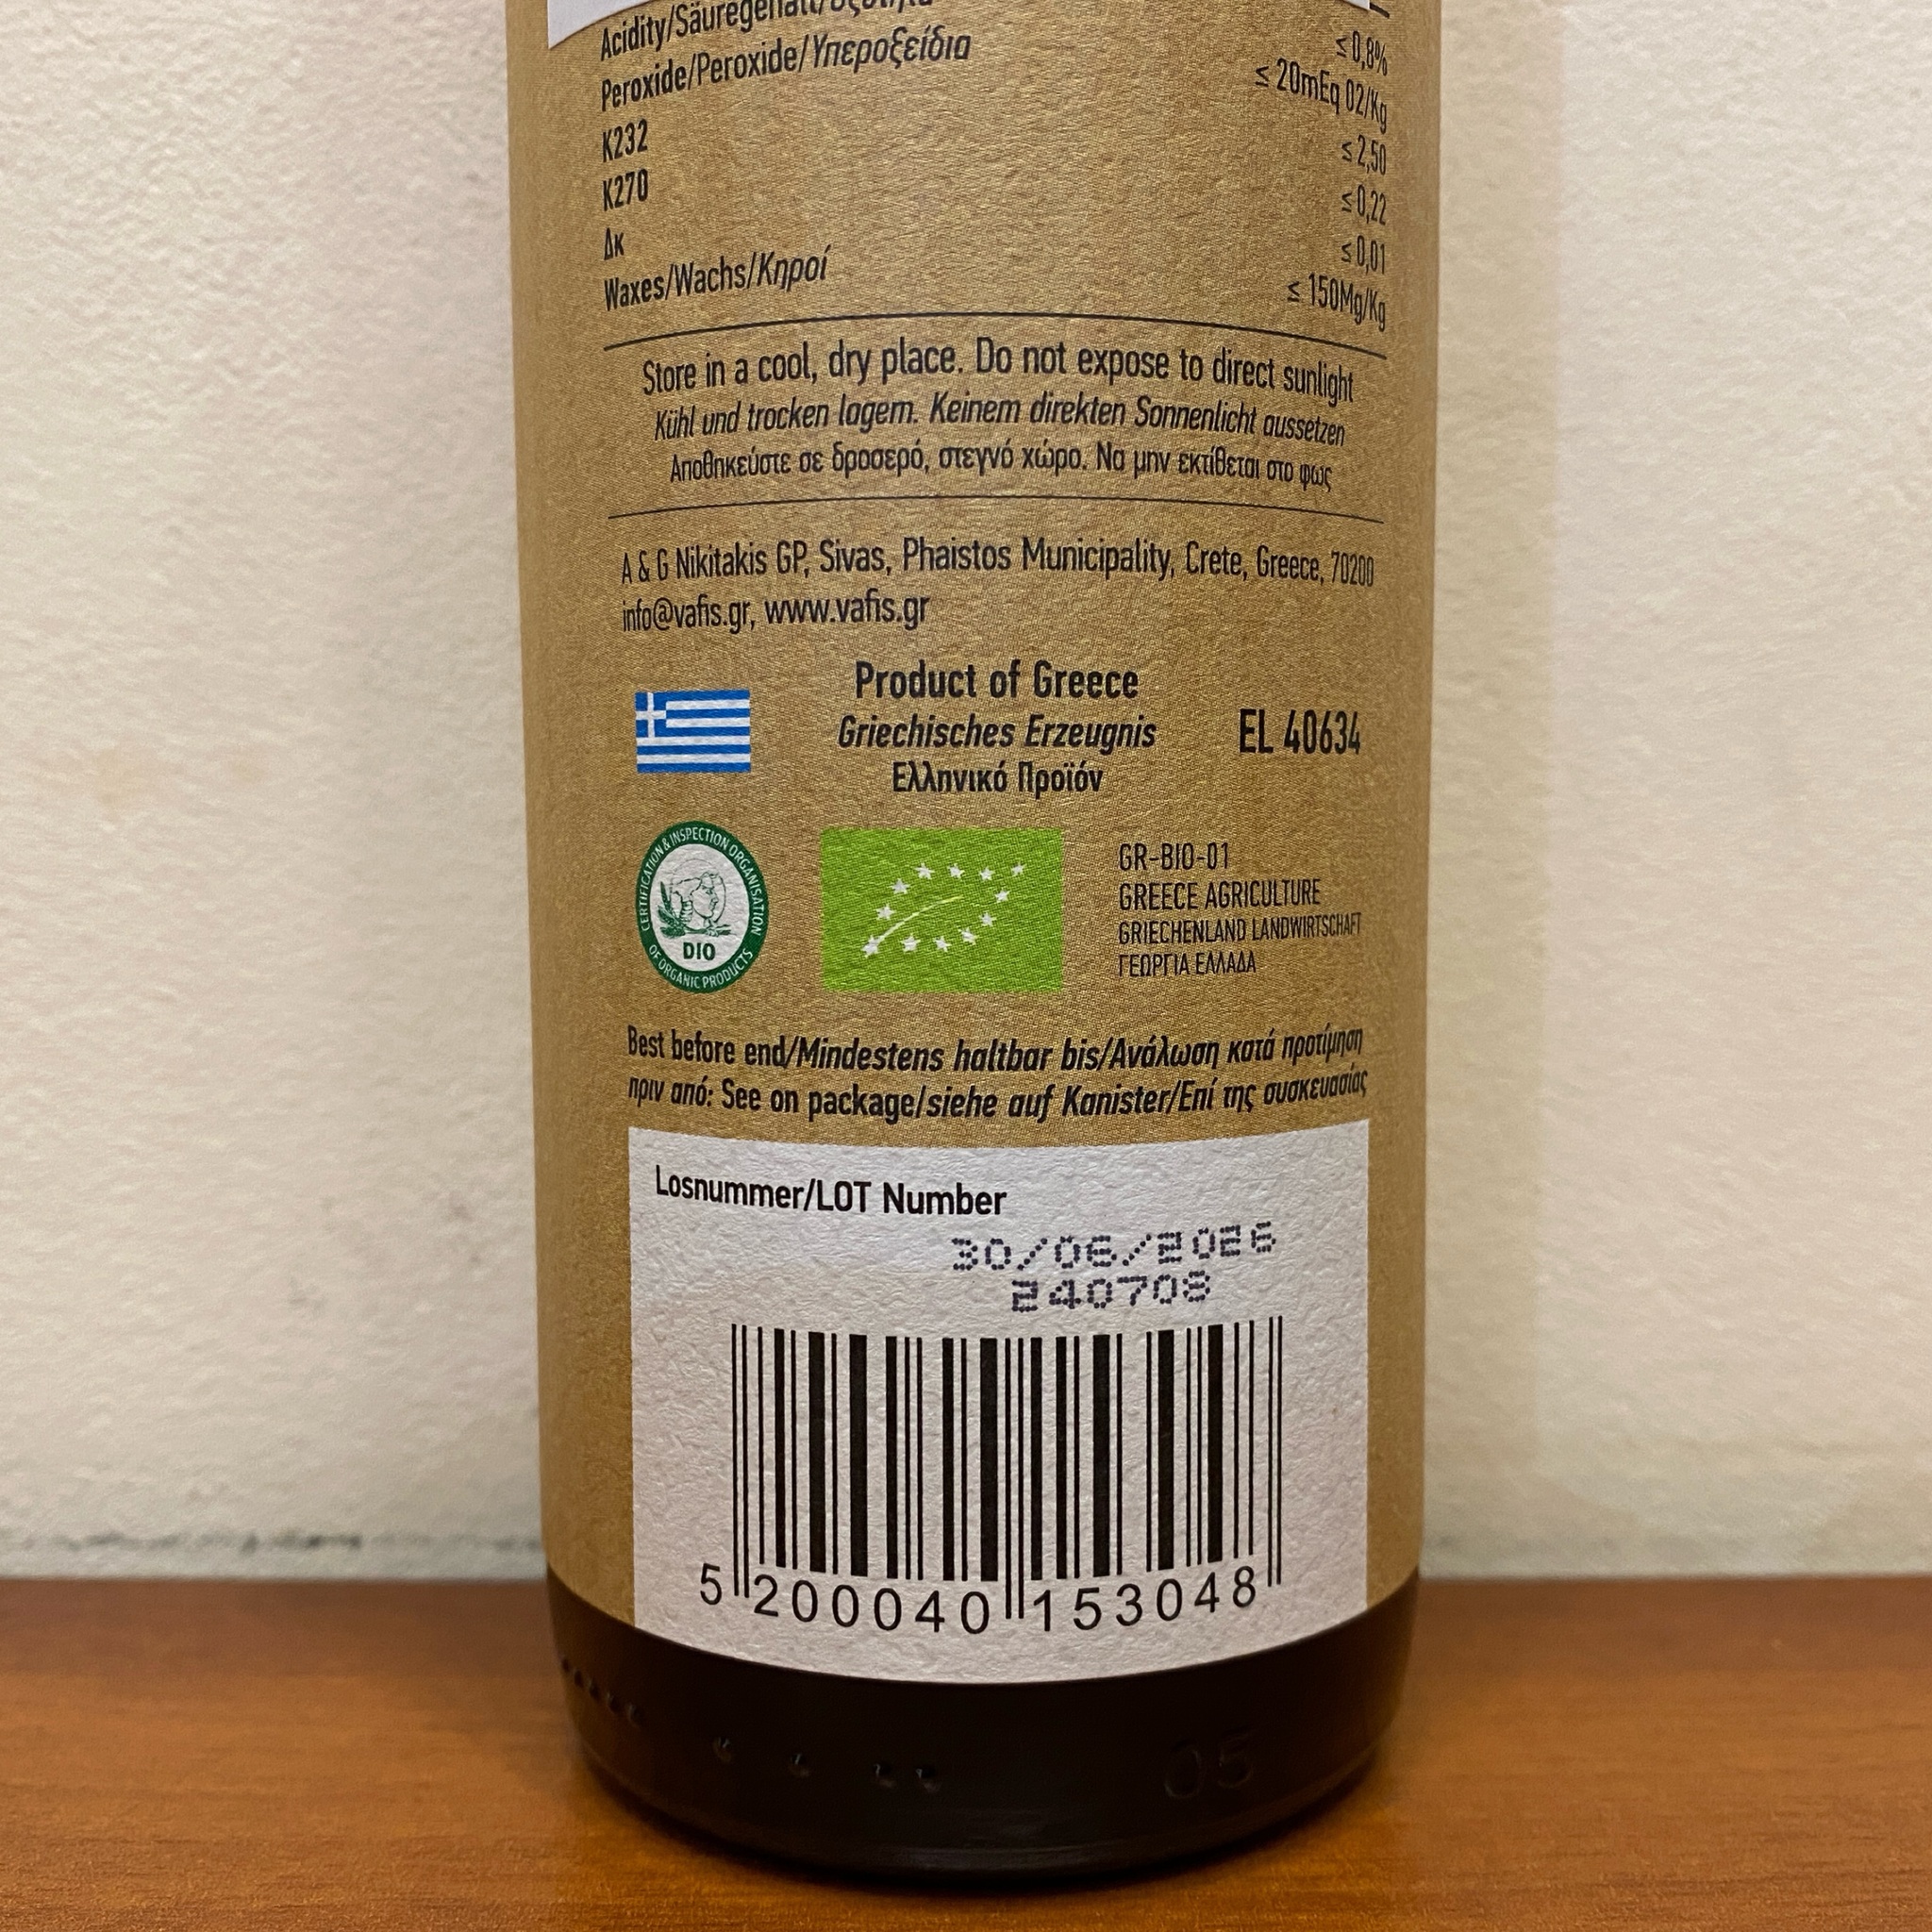 Acidity/Säuregehalt/Οξύτητα ≤ 0,8%
Peroxide/Peroxide/Υπεροξείδια ≤ 20mEq O2/Kg
K232 ≤ 2,50
K270 ≤ 0,22
Δκ ≤ 0,01
Waxes/Wachs/Κηροί ≤ 150Mg/Kg
Store in a cool, dry place. Do not expose to direct sunlight
Kühl und trocken lagem. Keinem direkten Sonnenlicht aussetzen
Αποθηκεύστε σε δροσερό, στεγνό χώρο. Να μην εκτίθεται στο φως
A & G Nikitakis GP, Sivas, Phaistos Municipality, Crete, Greece, 70200
info@vafis.gr, www.vafis.gr
Product of Greece
Griechisches Erzeugnis
Ελληνικό Προϊόν
EL 40634
CERTIFICATION & INSPECTION ORGANISATION
OF ORGANIC PRODUCTS
DIO
GR-BIO-01
GREECE AGRICULTURE
GRIECHENLAND LANDWIRTSCHAFT
ΓΕΩΡΓΙΑ ΕΛΛΑΔΑ
Best before end/Mindestens haltbar bis/Ανάλωση κατά προτίμηση
πριν από: See on package/siehe auf Kanister/Επί της συσκευασίας
Losnummer/LOT Number
30/06/2026
240708
5 200040 153048
05